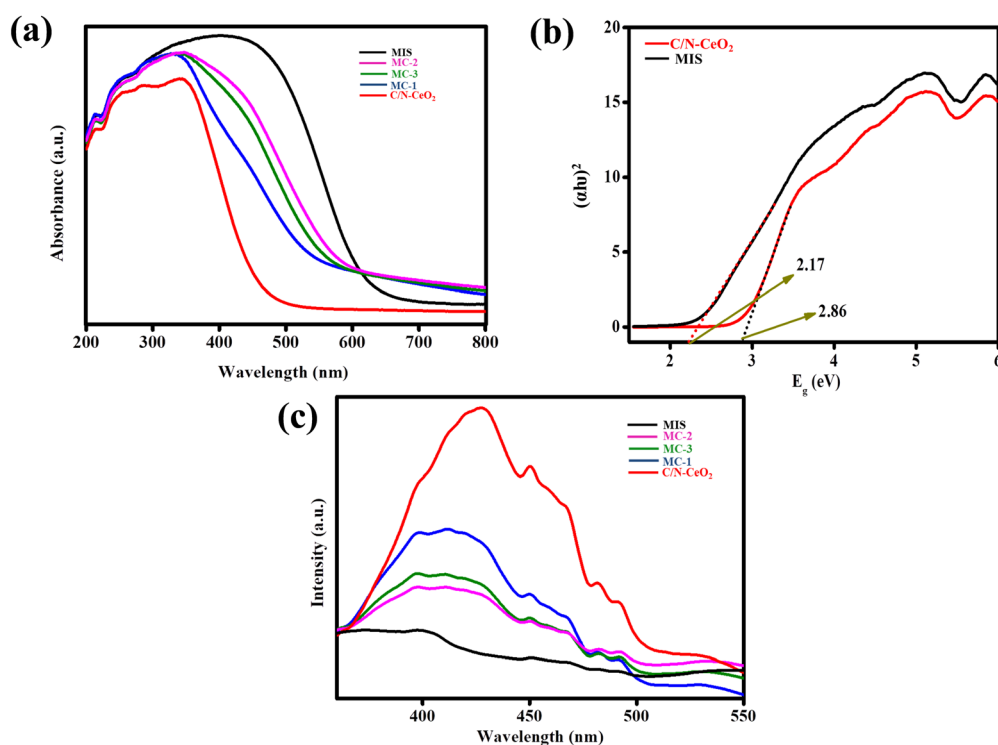 (a)
MIS
MC-2
MC-3
MC-1
C/N-CeO₂
Absorbance (a.u.)
200 300 400 500 600 700 800
Wavelength (nm)
(b)
C/N-CeO₂
MIS
20
15
10
5
0
(αhυ)²
2.17
2.86
2 3 4 5 6
E_g (eV)
(c)
MIS
MC-2
MC-3
MC-1
C/N-CeO₂
Intensity (a.u.)
400 450 500 550
Wavelength (nm)